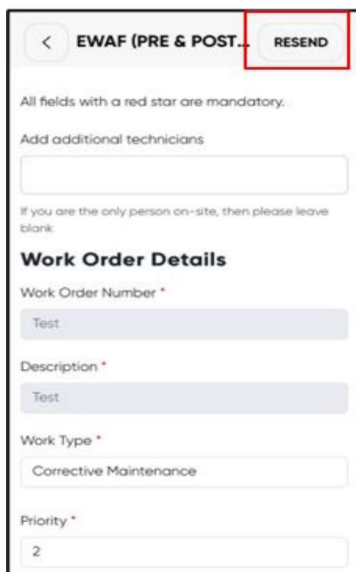 EWAF (PRE & POST...
RESEND
All fields with a red star are mandatory.
Add additional technicians
If you are the only person on-site, then please leave
blank
Work Order Details
Work Order Number *
Test
Description *
Test
Work Type *
Corrective Maintenance
Priority *
2